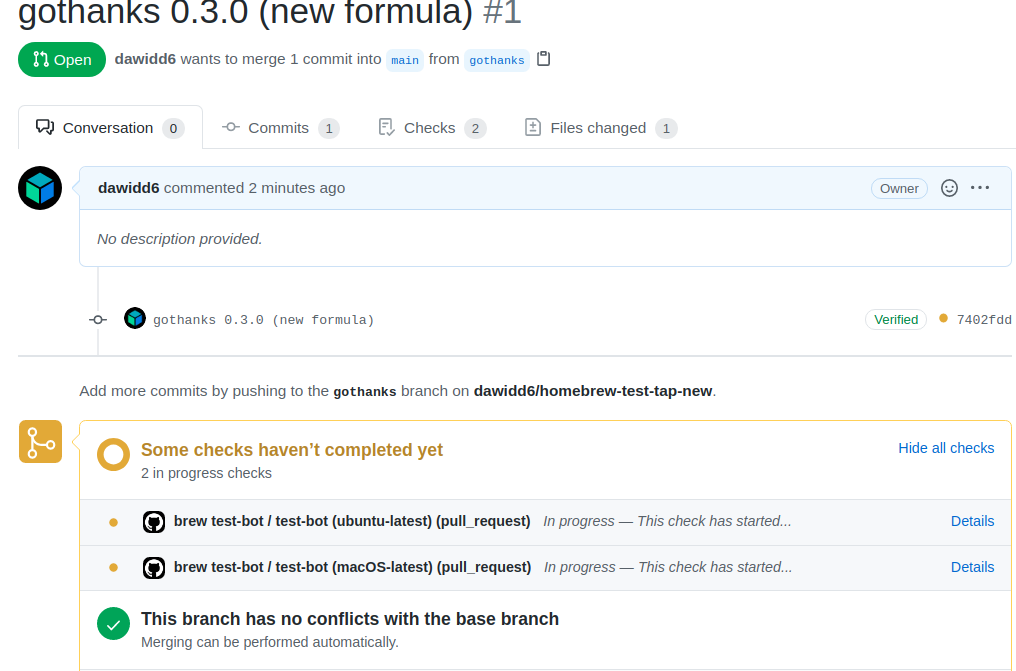 gothanks 0.3.0 (new formula) #1
Open dawidd6 wants to merge 1 commit into main from gothanks
Conversation 0 Commits 1 Checks 2 Files changed 1
dawidd6 commented 2 minutes ago Owner
No description provided.
gothanks 0.3.0 (new formula) Verified 7402fdd
Add more commits by pushing to the gothanks branch on dawidd6/homebrew-test-tap-new.
Some checks haven’t completed yet Hide all checks
2 in progress checks
brew test-bot / test-bot (ubuntu-latest) (pull_request) In progress — This check has started... Details
brew test-bot / test-bot (macOS-latest) (pull_request) In progress — This check has started... Details
This branch has no conflicts with the base branch
Merging can be performed automatically.